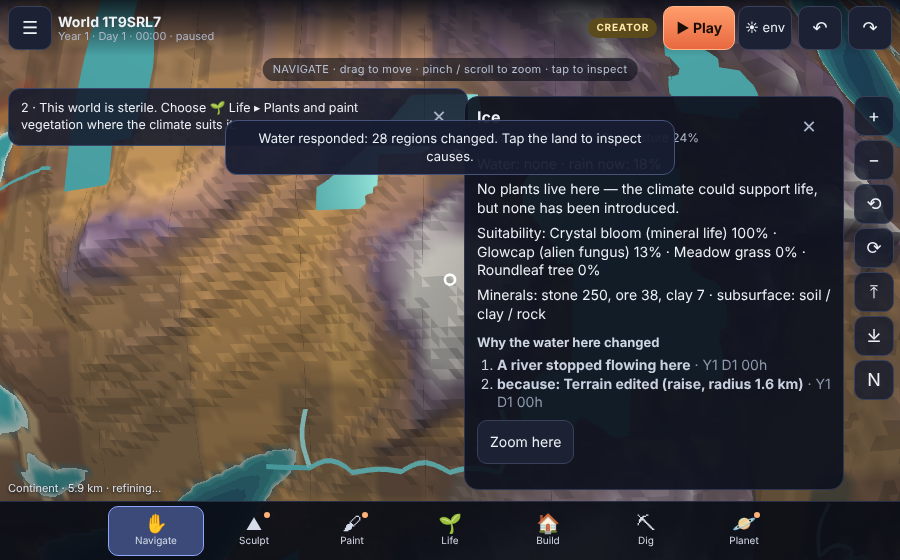 World 1T9SRL7
Year 1 · Day 1 · 00:00 · paused
CREATOR
▶ Play
☀ env
NAVIGATE · drag to move · pinch / scroll to zoom · tap to inspect
2 · This world is sterile. Choose 🌱 Life ▸ Plants and paint
vegetation where the climate suits
Water responded: 28 regions changed. Tap the land to inspect
causes.
Ice
24%
Water: none · rain now: 18%
No plants live here — the climate could support life,
but none has been introduced.
Suitability: Crystal bloom (mineral life) 100% ·
Glowcap (alien fungus) 13% · Meadow grass 0% ·
Roundleaf tree 0%
Minerals: stone 250, ore 38, clay 7 · subsurface: soil /
clay / rock
Why the water here changed
1. A river stopped flowing here · Y1 D1 00h
2. because: Terrain edited (raise, radius 1.6 km) · Y1
D1 00h
Zoom here
N
Continent · 5.9 km · refining…
Navigate
Sculpt
Paint
Life
Build
Dig
Planet